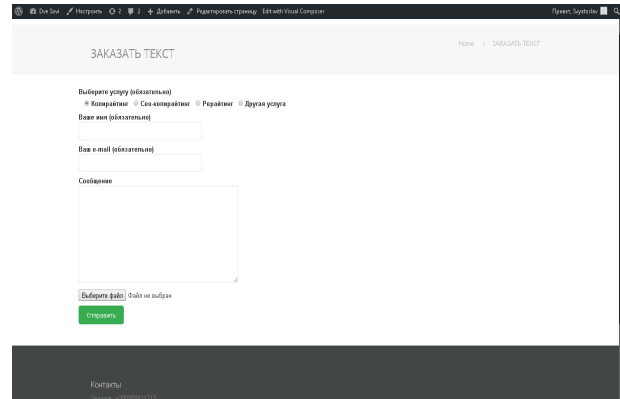 Dve Savi Настроить 2 2 Добавить Редактировать страницу Edit with Visual Composer Привет, Svyatoslav
ЗАКАЗАТЬ ТЕКСТ
Home > ЗАКАЗАТЬ ТЕКСТ
Выберите услугу (обязательно)
Копирайтинг Сео-копирайтинг Рерайтинг Другая услуга
Ваше имя (обязательно)
Ваш e-mail (обязательно)
Сообщение
Выберите файл Файл не выбран
Отправить
Контакты